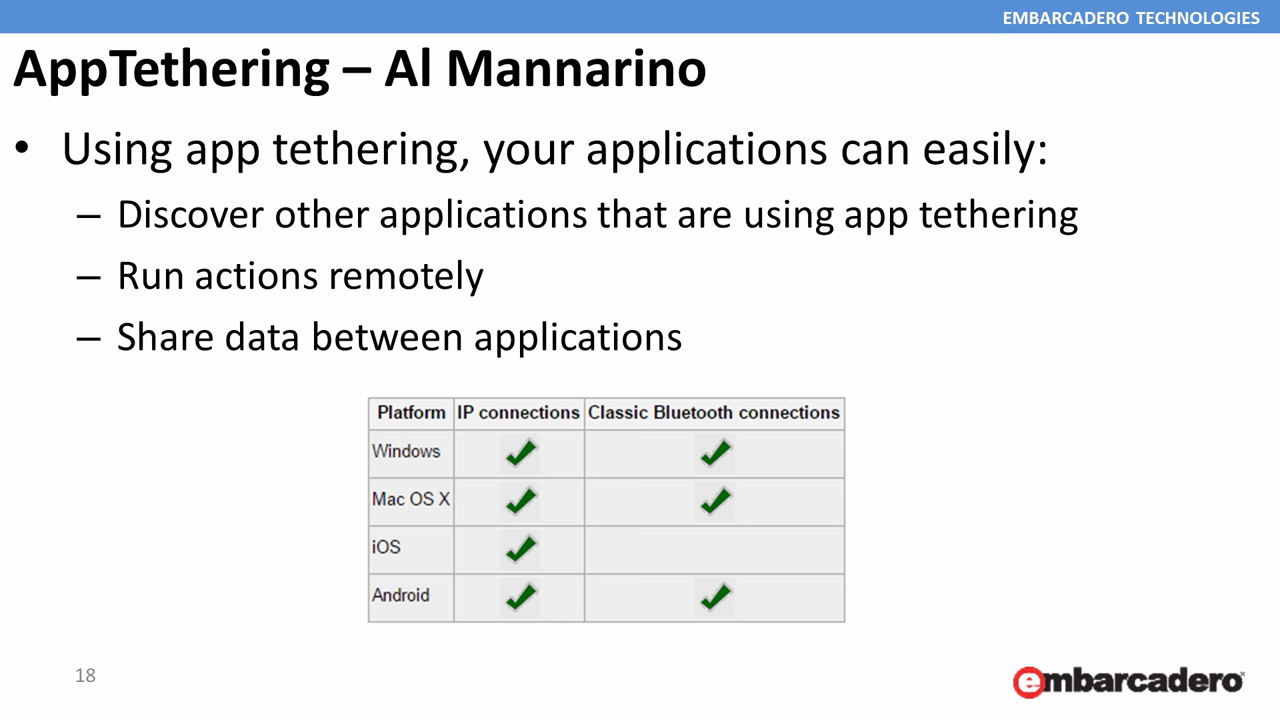 EMBARCADERO TECHNOLOGIES
AppTethering – Al Mannarino
• Using app tethering, your applications can easily:
– Discover other applications that are using app tethering
– Run actions remotely
– Share data between applications
Platform IP connections Classic Bluetooth connections
Windows
Mac OS X
iOS
Android
18
embarcadero